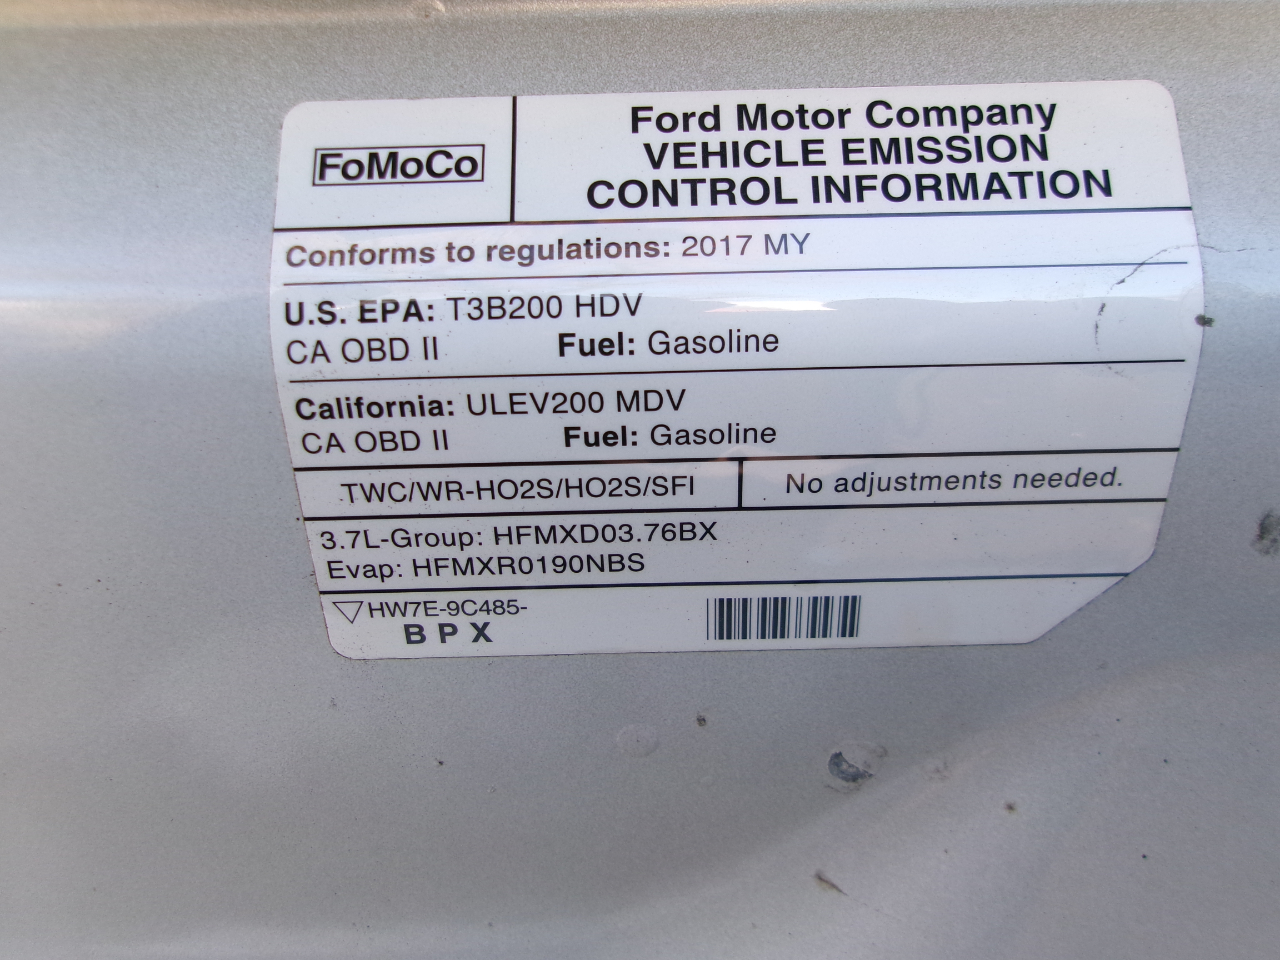 FoMoCo
Ford Motor Company
VEHICLE EMISSION
CONTROL INFORMATION
Conforms to regulations: 2017 MY
U.S. EPA: T3B200 HDV
CA OBD II Fuel: Gasoline
California: ULEV200 MDV
CA OBD II Fuel: Gasoline
TWC/WR-HO2S/HO2S/SFI
No adjustments needed.
3.7L-Group: HFMXD03.76BX
Evap: HFMXR0190NBS
HW7E-9C485-
BPX